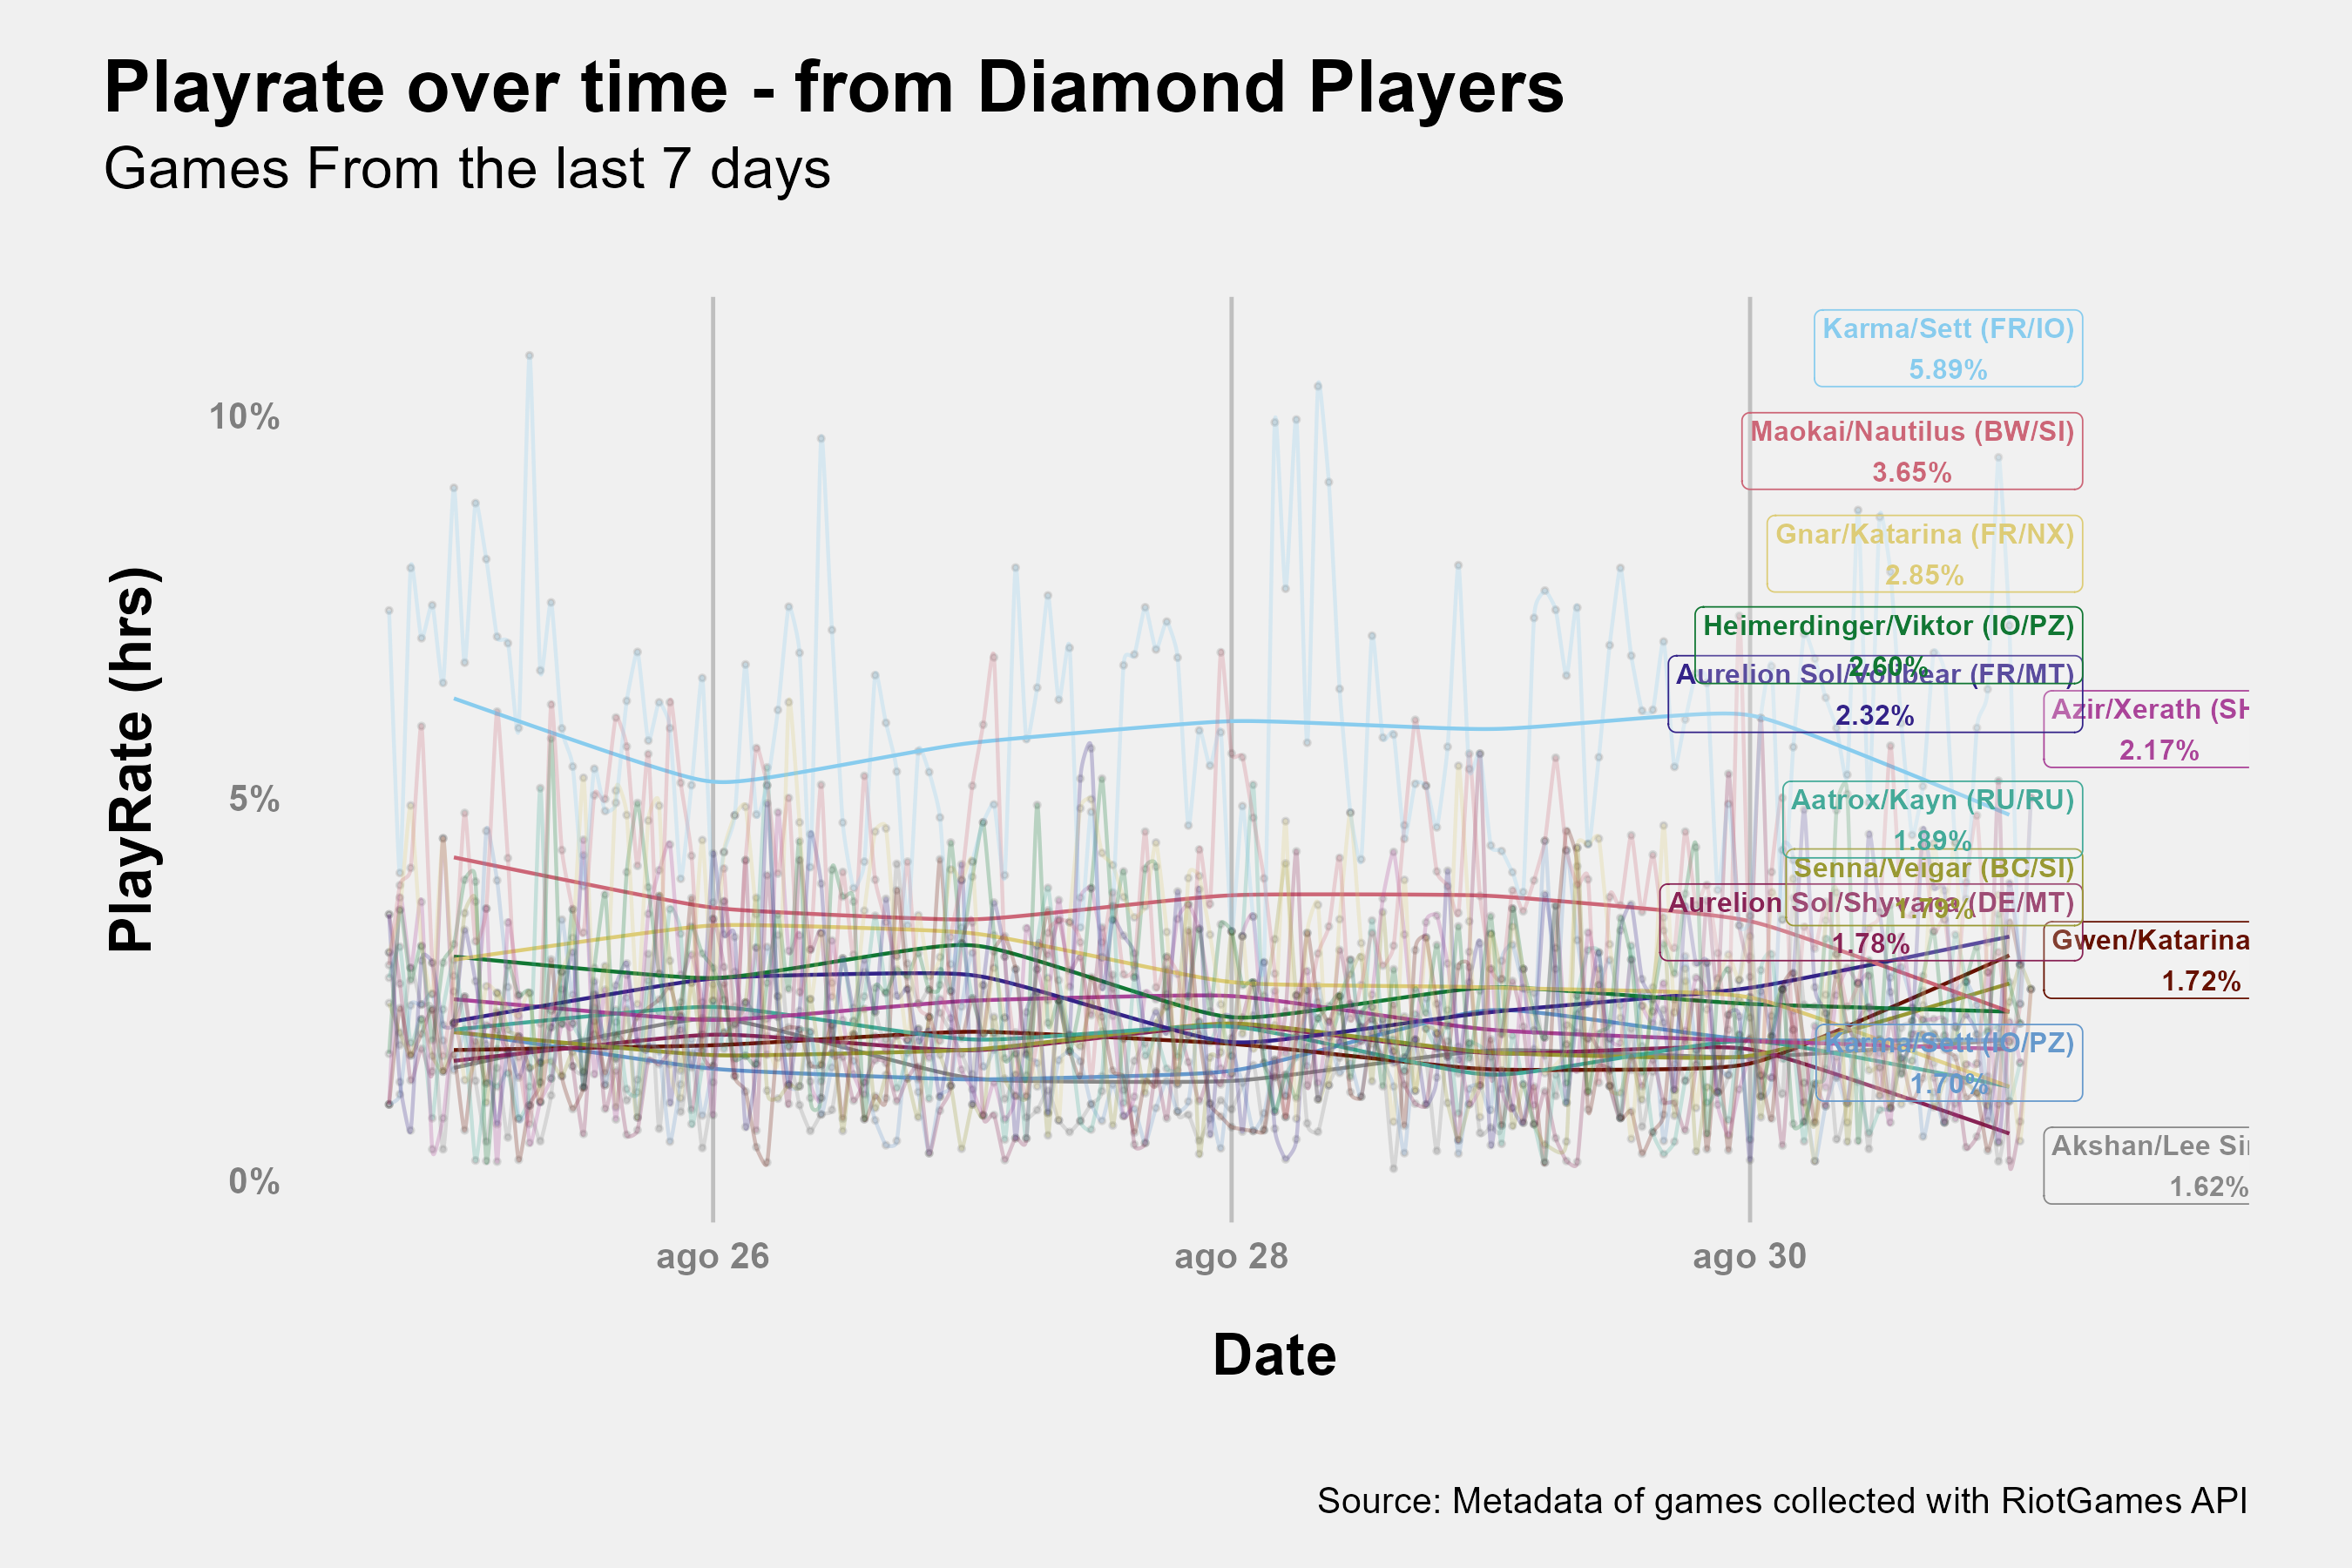 Playrate over time - from Diamond Players
Games From the last 7 days
PlayRate (hrs)
10%
5%
0%
Karma/Sett (FR/IO)
5.89%
Maokai/Nautilus (BW/SI)
3.65%
Gnar/Katarina (FR/NX)
2.85%
Heimerdinger/Viktor (IO/PZ)
2.60%
Aurelion Sol/Volibear (FR/MT)
2.32%
Azir/Xerath (SH
2.17%
Aatrox/Kayn (RU/RU)
1.89%
Senna/Veigar (BC/SI)
1.79%
Aurelion Sol/Shyvana (DE/MT)
1.78%
Gwen/Katarina
1.72%
Karma/Sett (IO/PZ)
1.70%
Akshan/Lee Sin
1.62%
ago 26
ago 28
ago 30
Date
Source: Metadata of games collected with RiotGames API